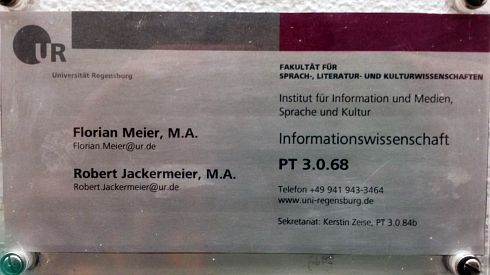 UR
Universität Regensburg
FAKULTÄT FÜR
SPRACH-, LITERATUR- UND KULTURWISSENSCHAFTEN
Institut für Information und Medien,
Sprache und Kultur
Florian Meier, M.A.
Florian.Meier@ur.de
Robert Jackermeier, M.A.
Robert.Jackermeier@ur.de
Informationswissenschaft
PT 3.0.68
Telefon +49 941 943-3464
www.uni-regensburg.de
Sekretariat: Kerstin Zeise, PT 3.0.84b